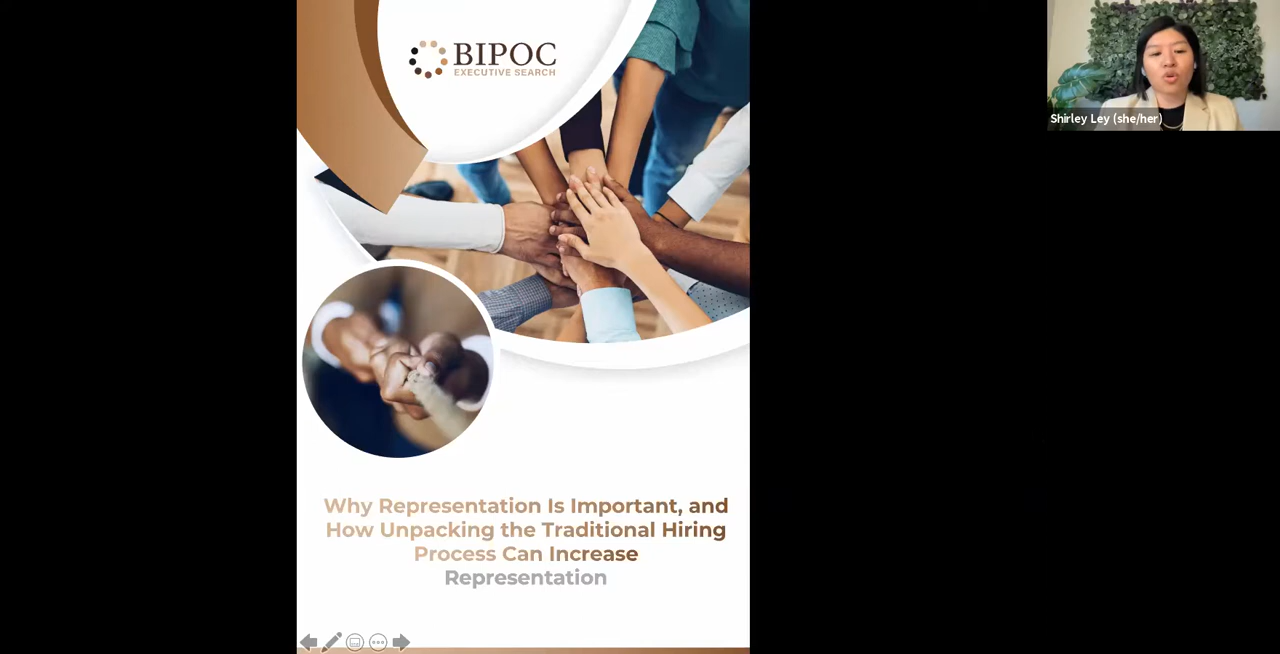 BIPOC
EXECUTIVE SEARCH
Shirley Ley (she/her)
Why Representation Is Important, and
How Unpacking the Traditional Hiring
Process Can Increase
Representation